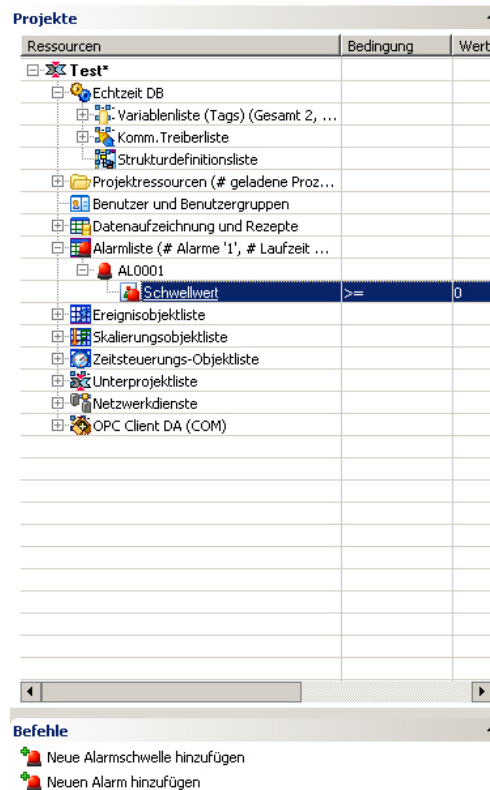 Projekte
Ressourcen Bedingung Wert
Test*
Echtzeit DB
Variablenliste (Tags) (Gesamt 2, ...
Komm.Treiberliste
Strukturdefinitionsliste
Projektressourcen (# geladene Proz...
Benutzer und Benutzergruppen
Datenaufzeichnung und Rezepte
Alarmliste (# Alarme '1', # Laufzeit ...
AL0001
Schwellwert >= 0
Ereignisobjektliste
Skalierungsobjektliste
Zeitsteuerungs-Objektliste
Unterprojektliste
Netzwerkdienste
OPC Client DA (COM)
Befehle
Neue Alarmschwelle hinzufügen
Neuen Alarm hinzufügen